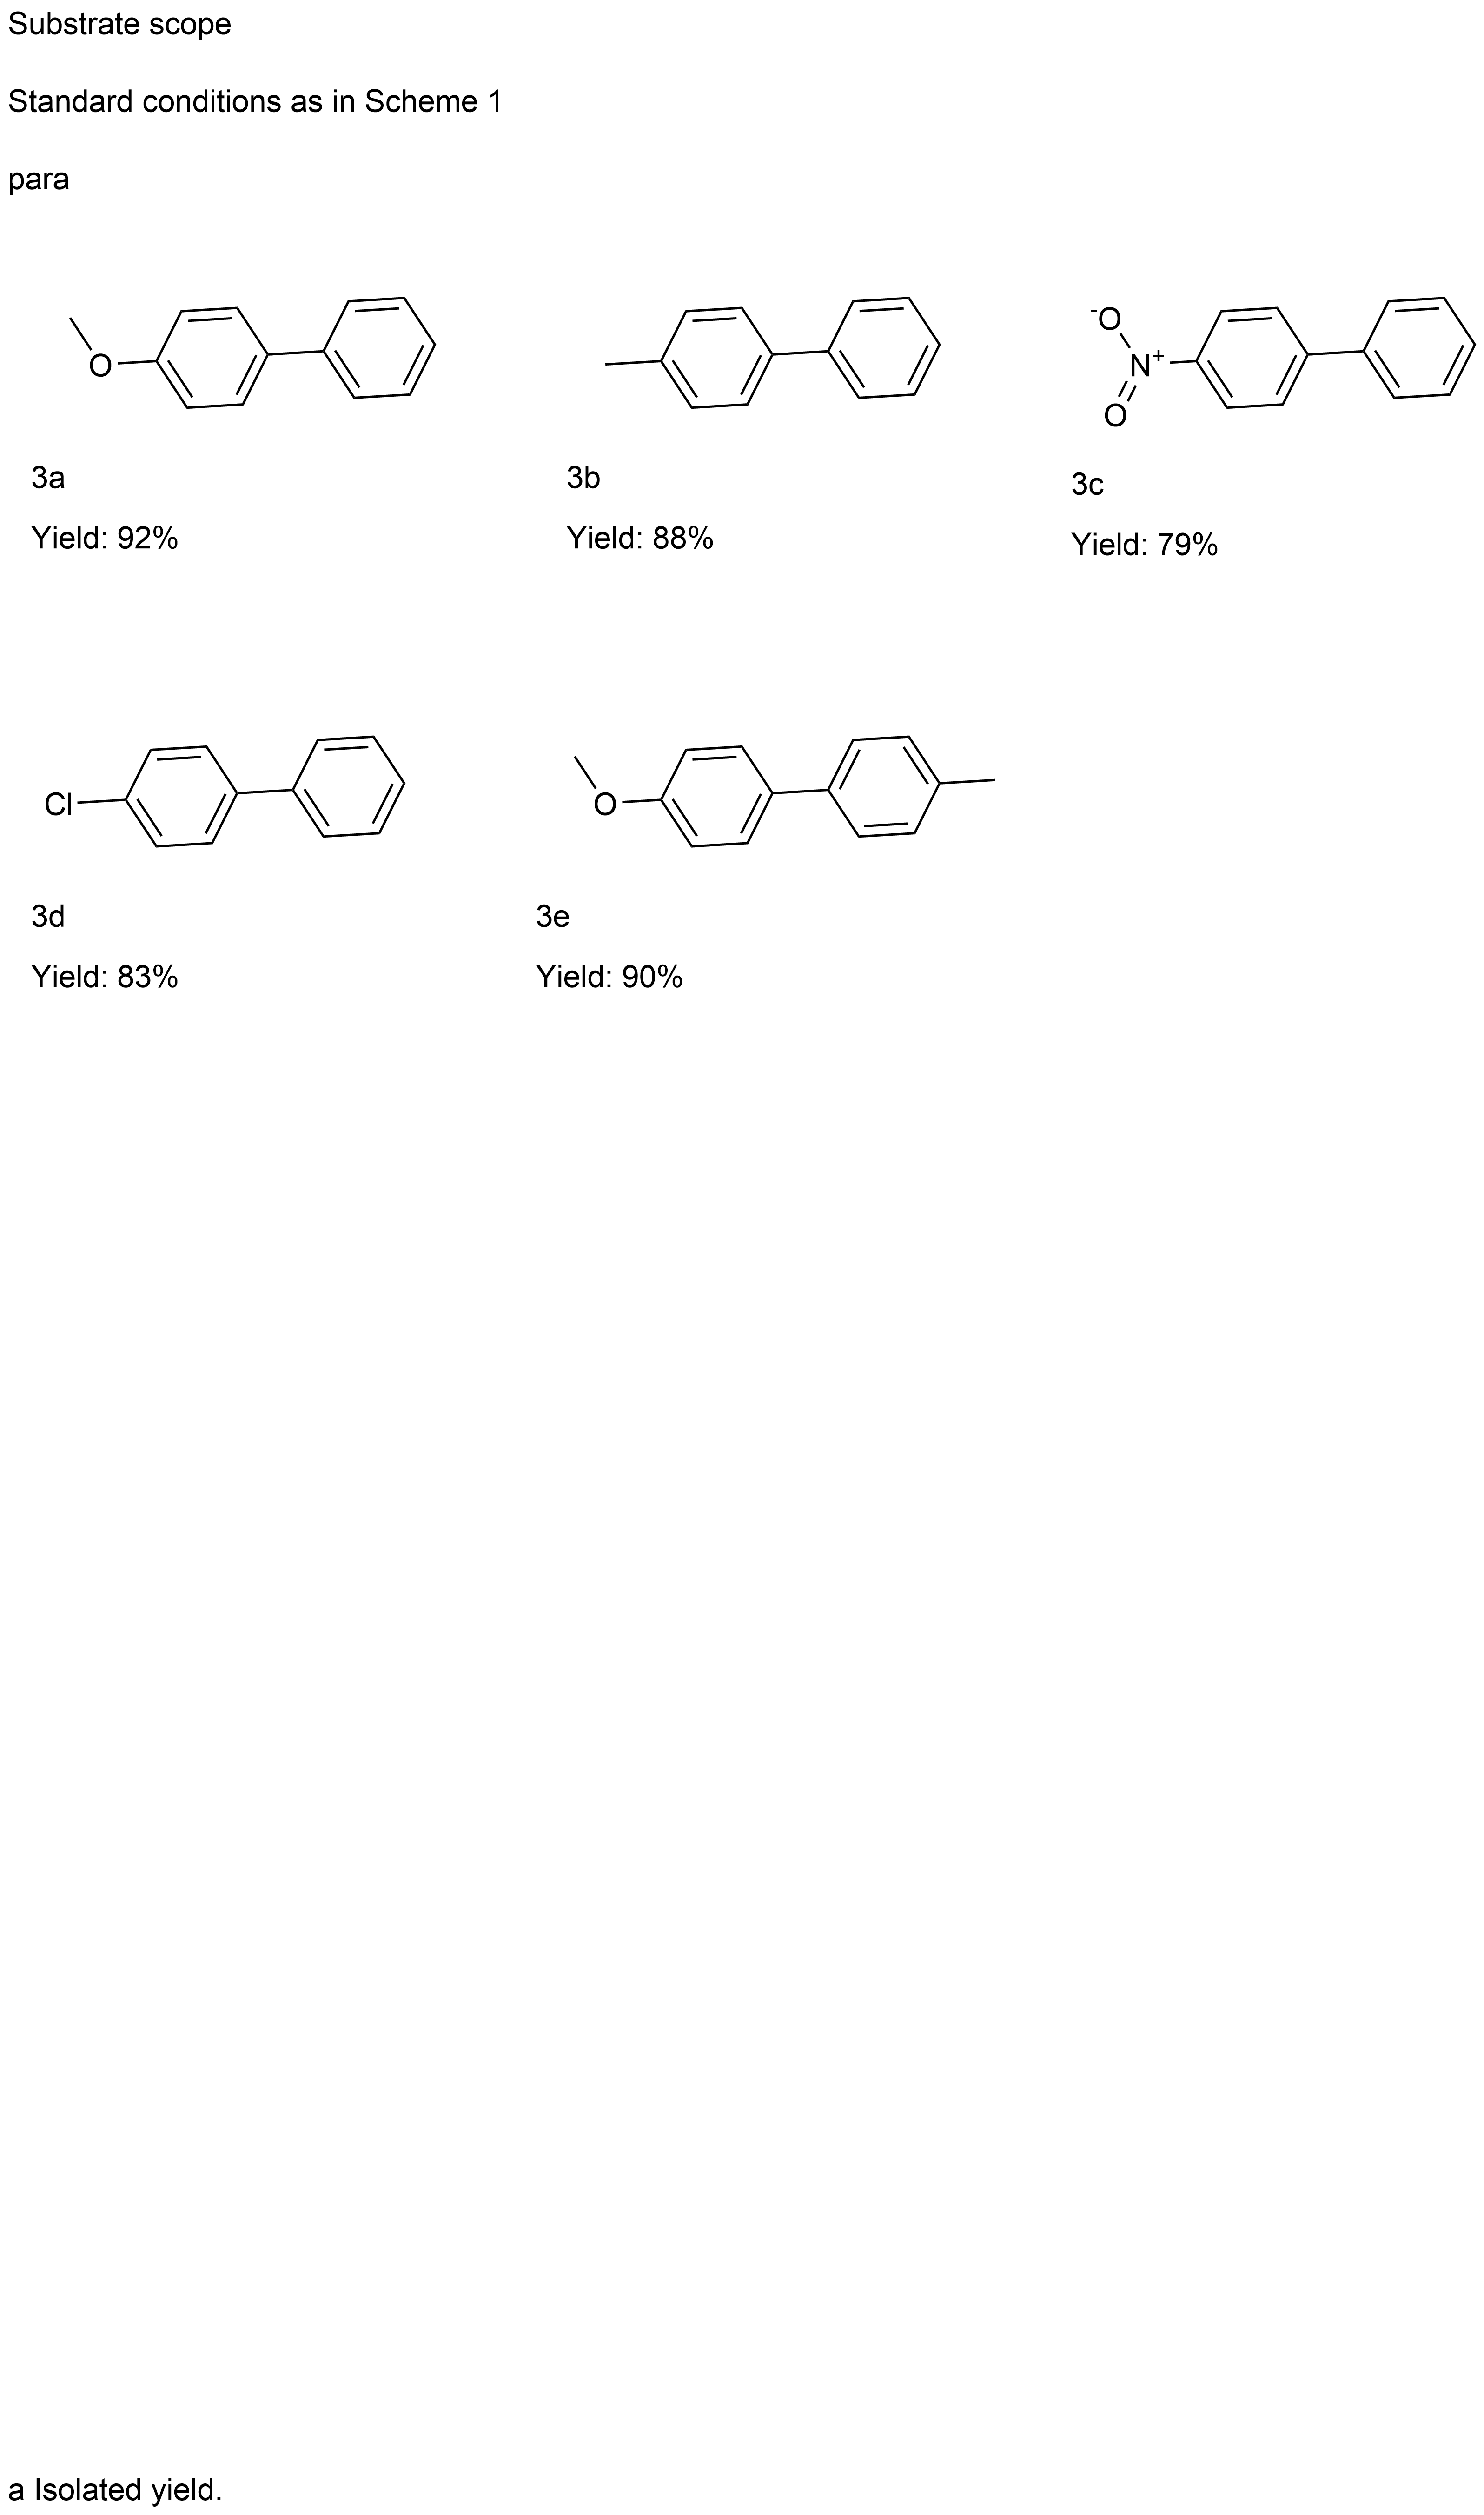 Substrate scope
Standard conditions as in Scheme 1
para
O
O
-
N+
O
3a
3b
3c
Yield: 92%
Yield: 88%
Yield: 79%
Cl
O
3d
3e
Yield: 83%
Yield: 90%
a Isolated yield.